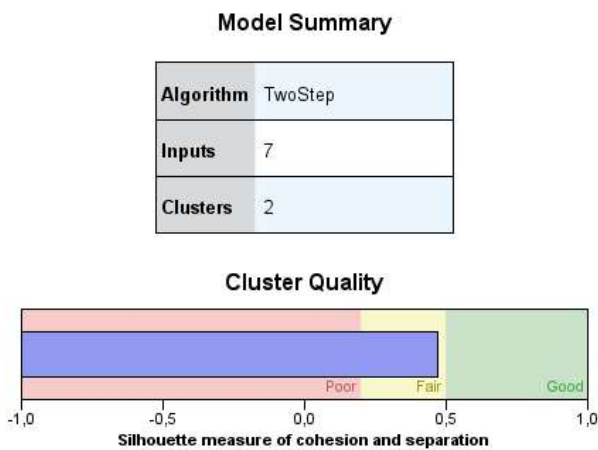 Model Summary
Algorithm TwoStep
Inputs 7
Clusters 2
Cluster Quality
Poor Fair Good
-1,0 -0,5 0,0 0,5 1,0
Silhouette measure of cohesion and separation